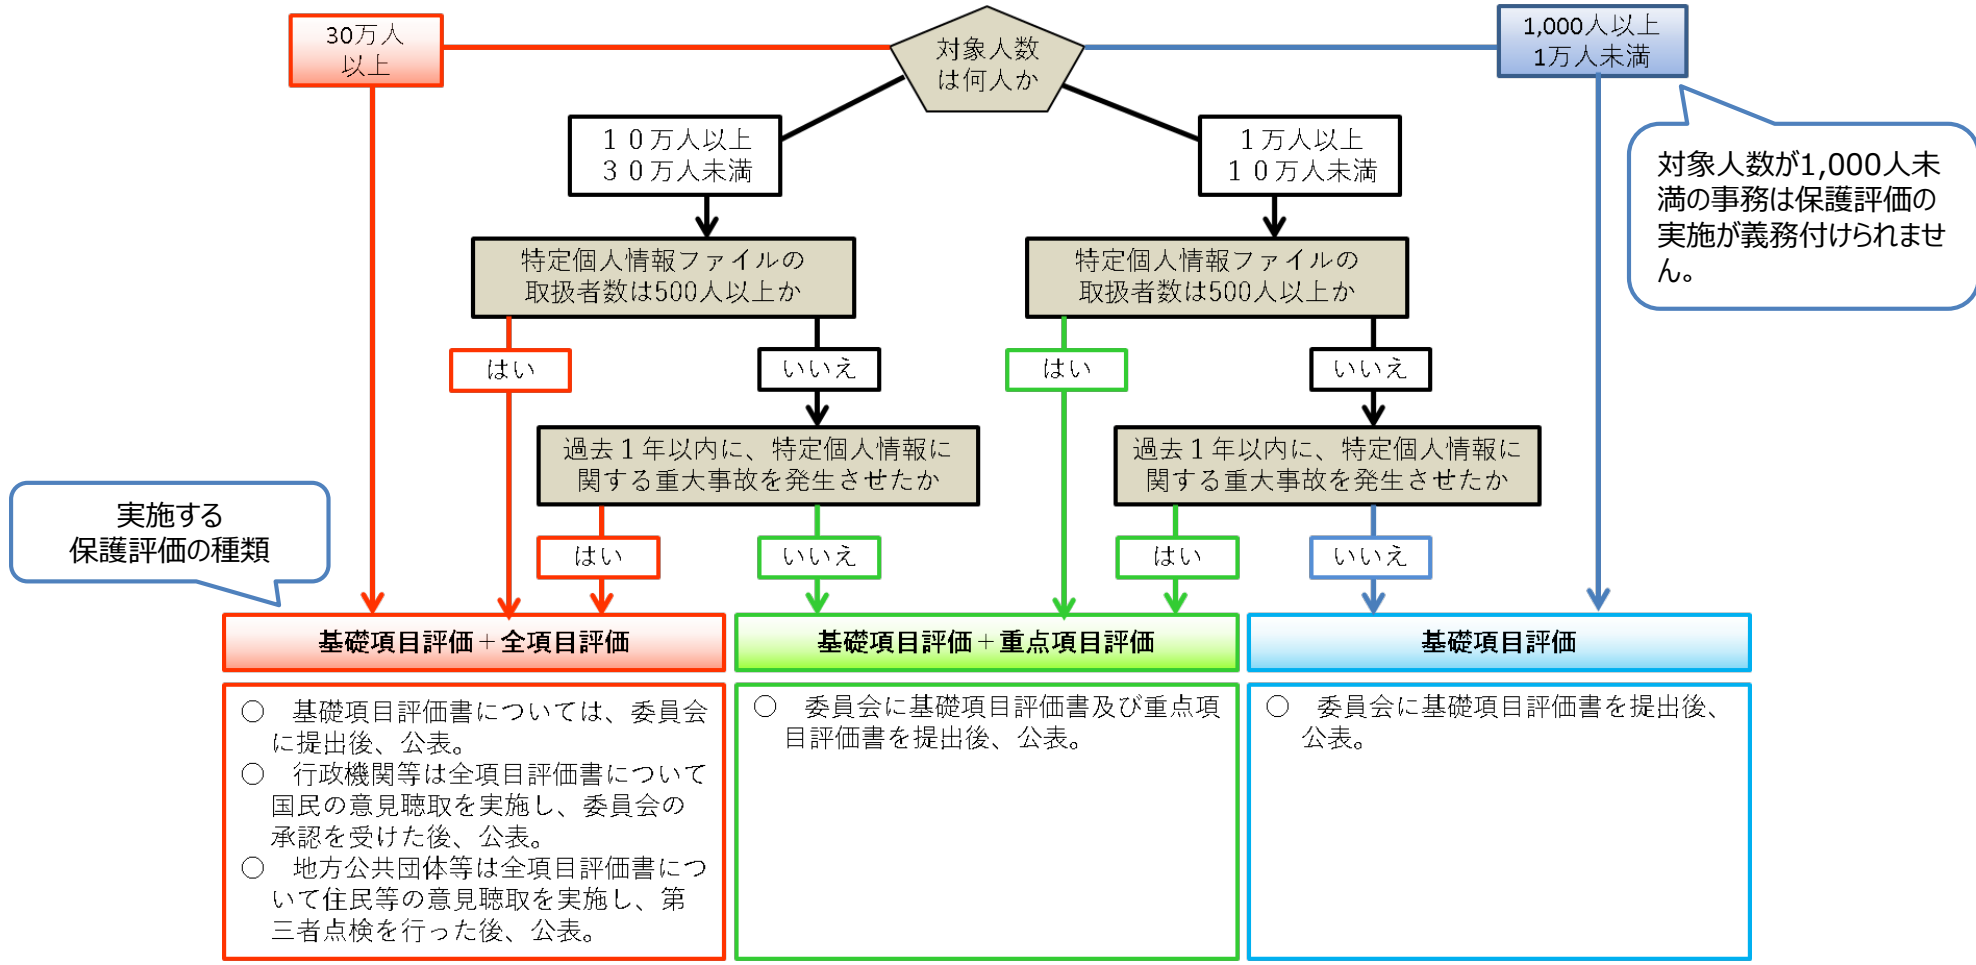 30万人
以上
対象人数
は何人か
1,000人以上
1万人未満
１０万人以上
３０万人未満
１万人以上
１０万人未満
対象人数が1,000人未
満の事務は保護評価の
実施が義務付けられませ
ん。
特定個人情報ファイルの
取扱者数は500人以上か
特定個人情報ファイルの
取扱者数は500人以上か
はい
いいえ
はい
いいえ
過去１年以内に、特定個人情報に
関する重大事故を発生させたか
過去１年以内に、特定個人情報に
関する重大事故を発生させたか
実施する
保護評価の種類
はい
いいえ
はい
いいえ
基礎項目評価＋全項目評価
基礎項目評価＋重点項目評価
基礎項目評価
○　基礎項目評価書については、委員会
に提出後、公表。
○　行政機関等は全項目評価書について
国民の意見聴取を実施し、委員会の
承認を受けた後、公表。
○　地方公共団体等は全項目評価書につ
いて住民等の意見聴取を実施し、第
三者点検を行った後、公表。
○　委員会に基礎項目評価書及び重点項
目評価書を提出後、公表。
○　委員会に基礎項目評価書を提出後、
公表。